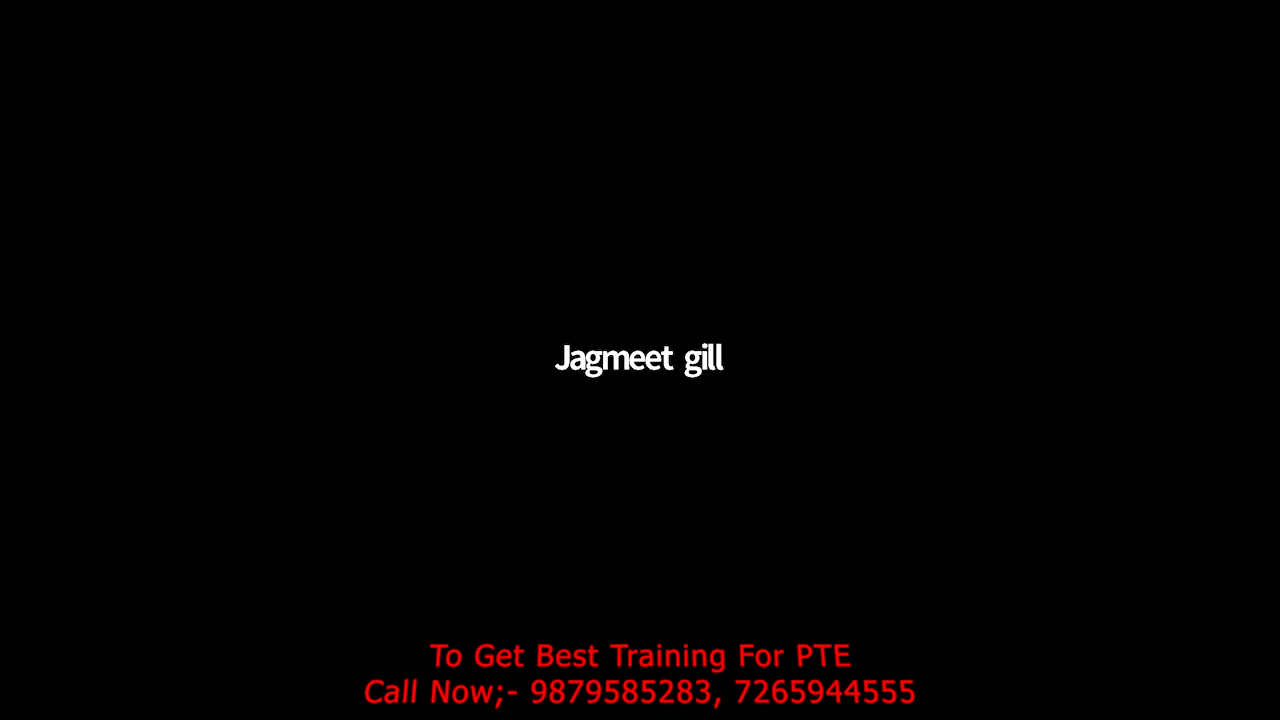 Jagmeet gill
To Get Best Training For PTE
Call Now;- 9879585283, 7265944555